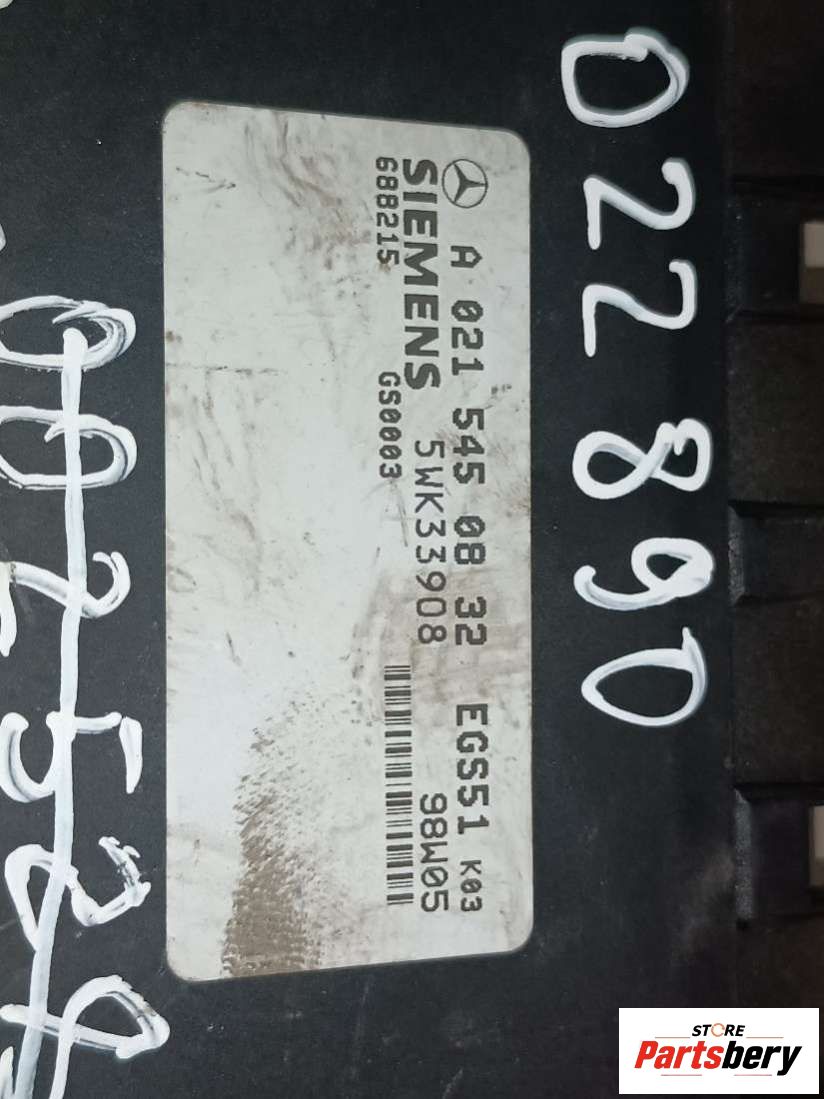 022890
A 021 545 08 32 EGS51 K03
SIEMENS 5WK33908 98W05
688215 GS0003
STORE
Partsbery